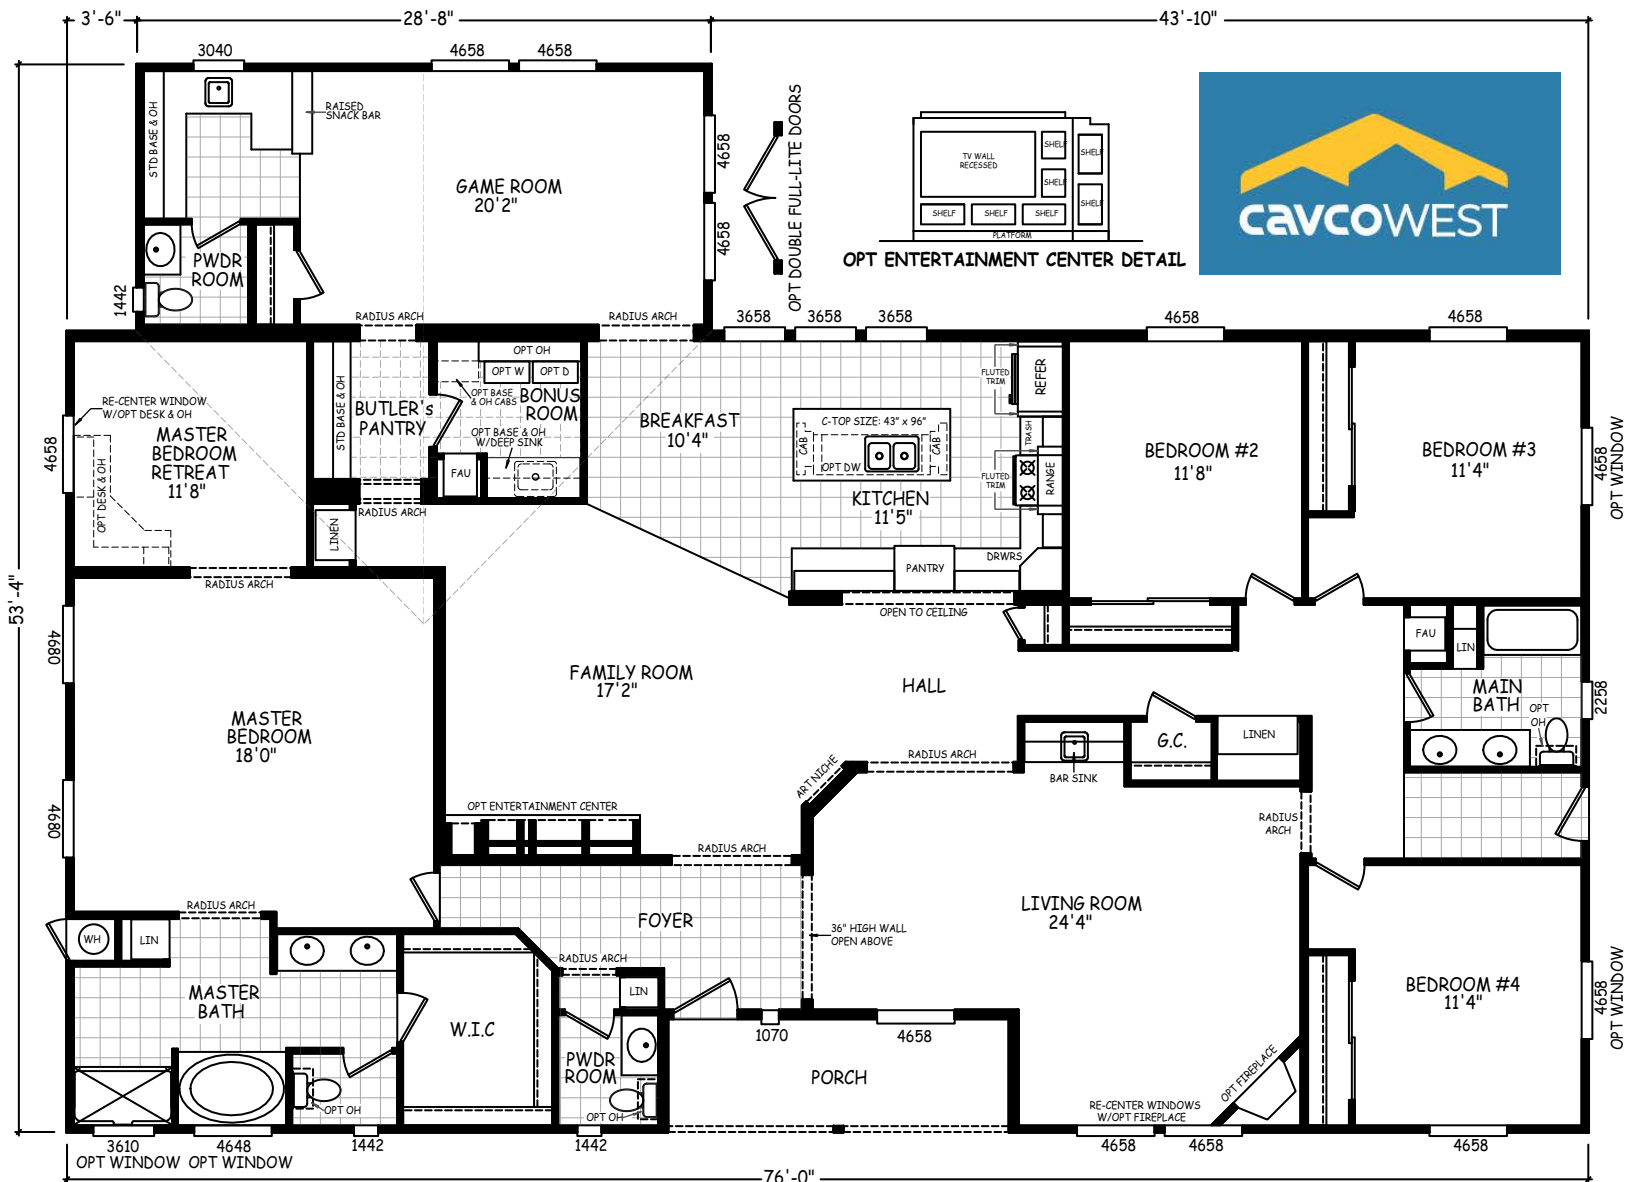 3'-6"
28'-8"
43'-10"
3040
4658
4658
STD BASE & OH
RAISED
SNACK BAR
GAME ROOM
20'2"
4658
4658
OPT DOUBLE FULL-LITE DOORS
TV WALL
RECESSED
SHELF
SHELF
SHELF
SHELF
SHELF
SHELF
SHELF
PLATFORM
OPT ENTERTAINMENT CENTER DETAIL
cavcoWEST
PWDR
ROOM
1442
RADIUS ARCH
RADIUS ARCH
3658
3658
3658
4658
4658
RE-CENTER WINDOW
W/OPT DESK & OH
MASTER
BEDROOM
RETREAT
11'8"
4658
OPT DESK & OH
STD BASE & OH
BUTLER's
PANTRY
OPT OH
OPT W
OPT D
OPT BASE
& OH CABS
BONUS
ROOM
OPT BASE & OH
W/DEEP SINK
FAU
BREAKFAST
10'4"
C-TOP SIZE: 43" x 96"
CAB
CAB
OPT DW
KITCHEN
11'5"
FLUTED
TRIM
REFER
TRASH
FLUTED
TRIM
RANGE
DRWRS
PANTRY
BEDROOM #2
11'8"
BEDROOM #3
11'4"
4658
OPT WINDOW
RADIUS ARCH
LINEN
RADIUS ARCH
OPEN TO CEILING
53'-4"
4680
4680
MASTER
BEDROOM
18'0"
FAMILY ROOM
17'2"
HALL
FAU
LIN
MAIN
BATH
OPT
OH
2258
G.C.
LINEN
BAR SINK
RADIUS ARCH
ART NICHE
OPT ENTERTAINMENT CENTER
RADIUS ARCH
RADIUS
ARCH
RADIUS ARCH
FOYER
36" HIGH WALL
OPEN ABOVE
LIVING ROOM
24'4"
WH
LIN
MASTER
BATH
W.I.C
RADIUS ARCH
LIN
BEDROOM #4
11'4"
4658
OPT WINDOW
1070
4658
PWDR
ROOM
OPT OH
OPT OH
PORCH
OPT FIREPLACE
RE-CENTER WINDOWS
W/OPT FIREPLACE
3610
OPT WINDOW
4648
OPT WINDOW
1442
1442
4658
4658
4658
76'-0"